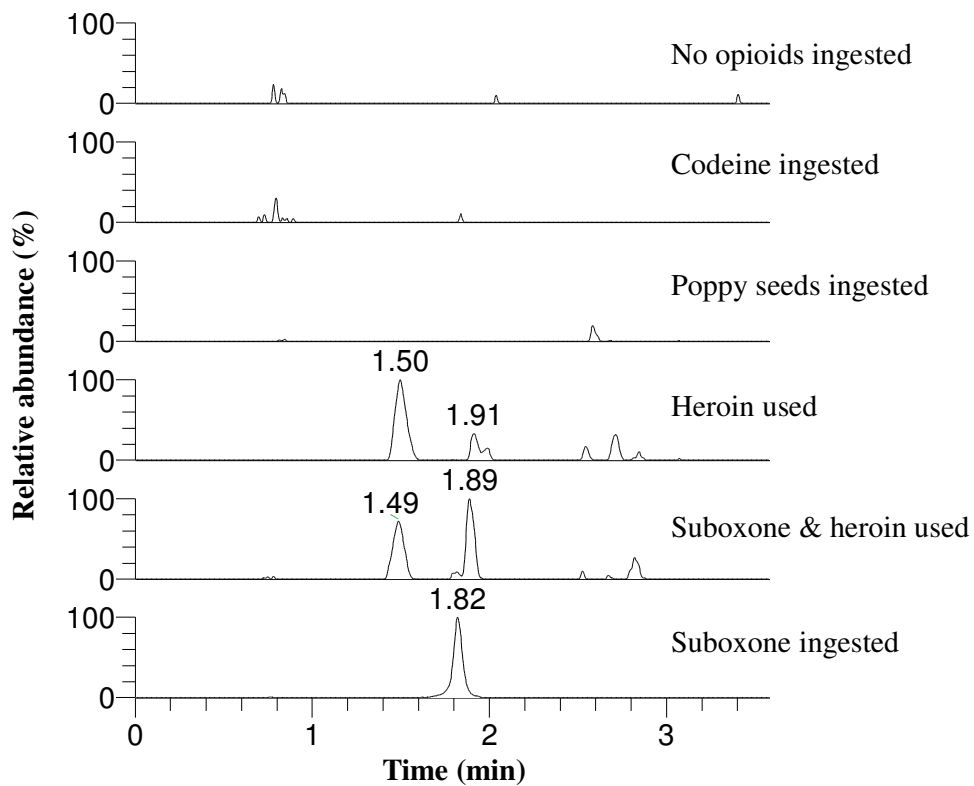 100
0
No opioids ingested
100
0
Codeine ingested
100
0
Poppy seeds ingested
100
0
1.50
1.91
Heroin used
100
0
1.49
1.89
Suboxone & heroin used
100
0
1.82
Suboxone ingested
0 1 2 3
Time (min)
Relative abundance (%)